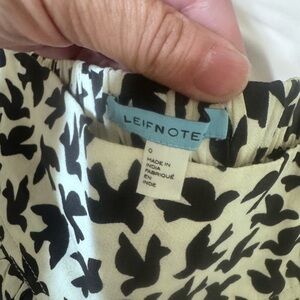 LEIFNOTES
0
MADE IN
INDIA
FABRIQUÉ
EN
INDE